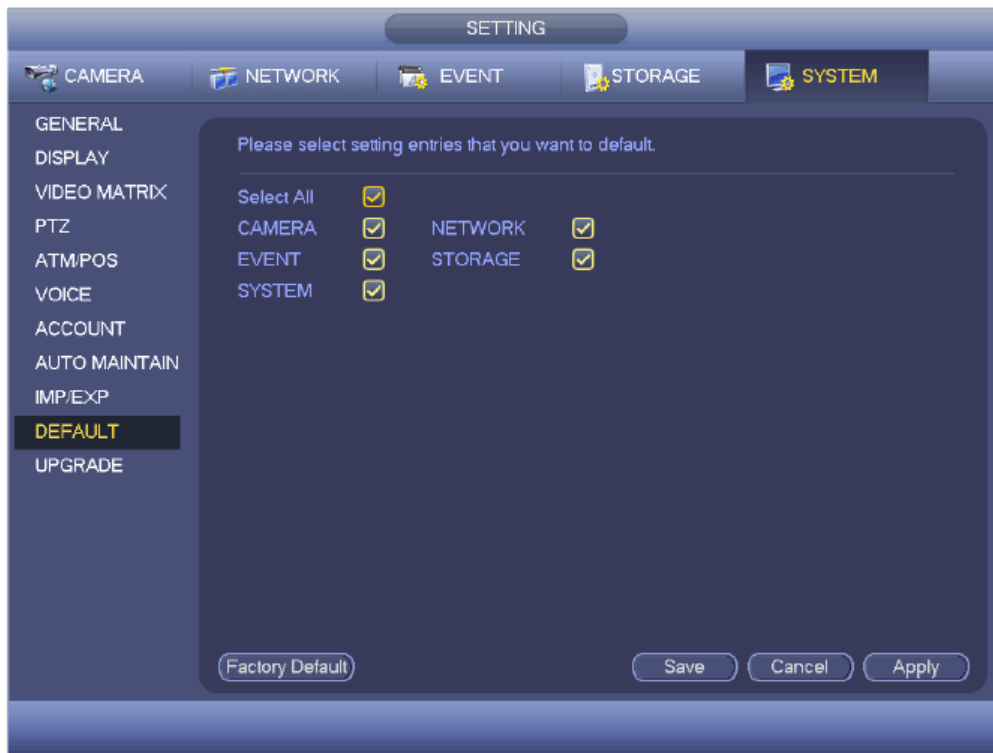 SETTING
CAMERA NETWORK EVENT STORAGE SYSTEM
GENERAL
DISPLAY
VIDEO MATRIX
PTZ
ATM/POS
VOICE
ACCOUNT
AUTO MAINTAIN
IMP/EXP
DEFAULT
UPGRADE
Please select setting entries that you want to default.
Select All
CAMERA NETWORK
EVENT STORAGE
SYSTEM
Factory Default Save Cancel Apply